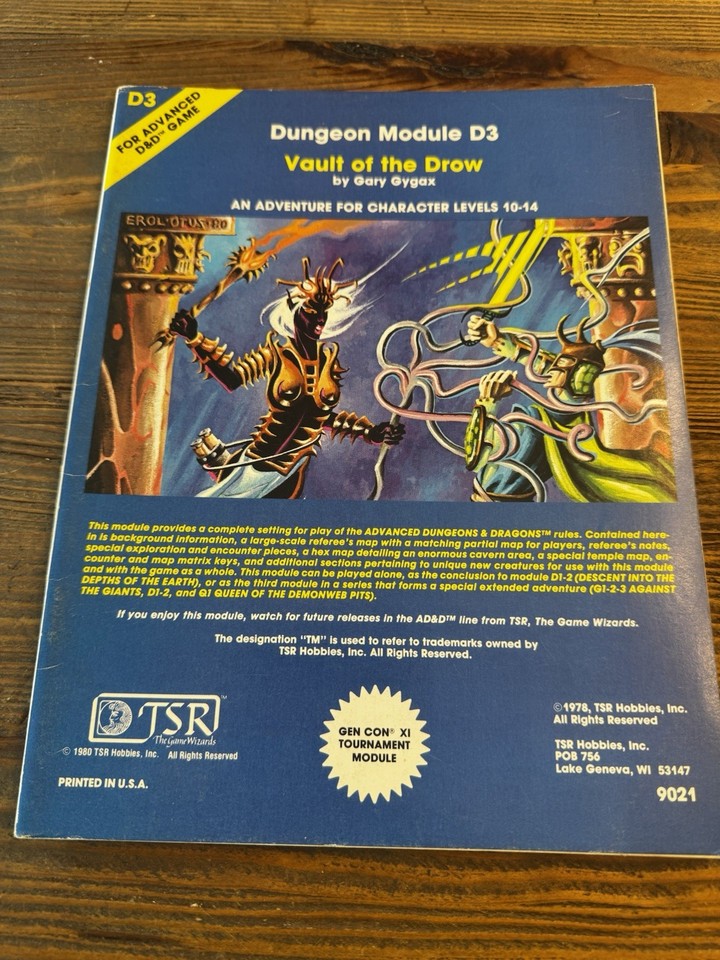 D3
FOR ADVANCED
D&D™ GAME
Dungeon Module D3
Vault of the Drow
by Gary Gygax
AN ADVENTURE FOR CHARACTER LEVELS 10-14
EROL OTUS 80
This module provides a complete setting for play of the ADVANCED DUNGEONS & DRAGONS™ rules. Contained here-
in is background information, a large-scale referee's map with a matching partial map for players, referee's notes,
special exploration and encounter pieces, a hex map detailing an enormous cavern area, a special temple map, en-
counter and map matrix keys, and additional sections pertaining to unique new creatures for use with this module
and with the game as a whole. This module can be played alone, as the conclusion to module D1-2 (DESCENT INTO THE
DEPTHS OF THE EARTH), or as the third module in a series that forms a special extended adventure (G1-2-3 AGAINST
THE GIANTS, D1-2, and Q1 QUEEN OF THE DEMONWEB PITS).
If you enjoy this module, watch for future releases in the AD&D™ line from TSR, The Game Wizards.
The designation "TM" is used to refer to trademarks owned by
TSR Hobbies, Inc. All Rights Reserved.
TSR™
The Game Wizards
© 1980 TSR Hobbies, Inc. All Rights Reserved
PRINTED IN U.S.A.
GEN CON® XI
TOURNAMENT
MODULE
©1978, TSR Hobbies, Inc.
All Rights Reserved
TSR Hobbies, Inc.
POB 756
Lake Geneva, WI 53147
9021